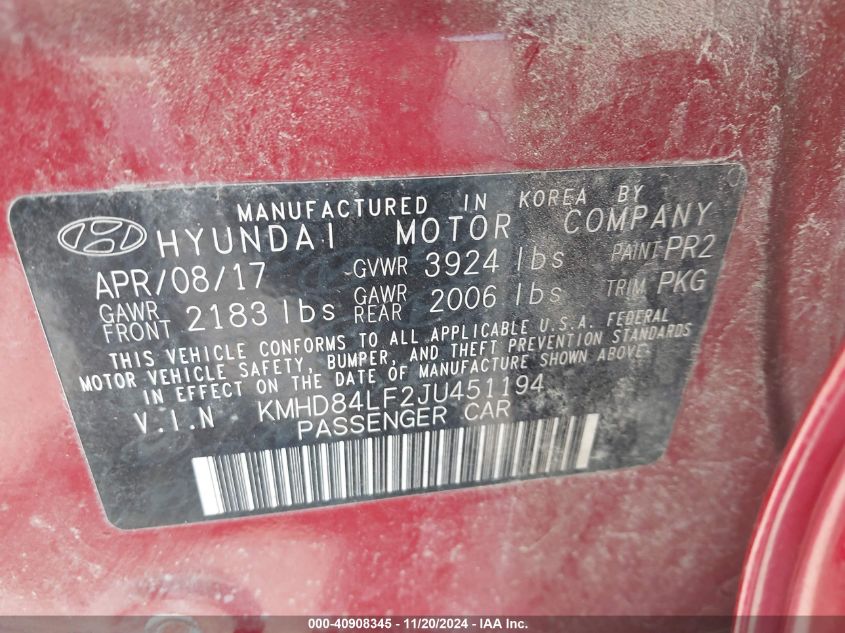 MANUFACTURED IN KOREA BY
HYUNDAI MOTOR COMPANY
APR/08/17 GVWR 3924 lbs PAINT PR2
GAWR FRONT 2183 lbs GAWR REAR 2006 lbs TRIM PKG
THIS VEHICLE CONFORMS TO ALL APPLICABLE U.S.A. FEDERAL
MOTOR VEHICLE SAFETY, BUMPER, AND THEFT PREVENTION STANDARDS
IN EFFECT ON THE DATE OF MANUFACTURE SHOWN ABOVE.
V.I.N KMHD84LF2JU451194
PASSENGER CAR
000-40908345 - 11/20/2024 - IAA Inc.